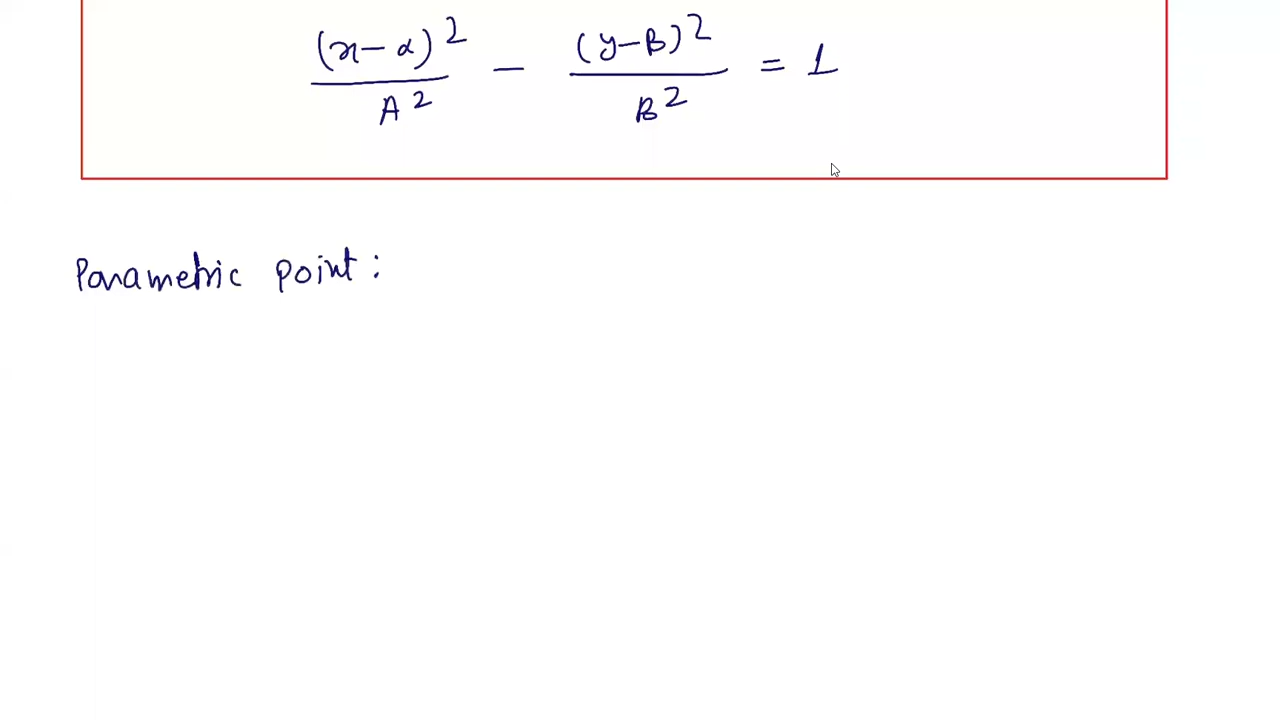 (x-α)² / A² - (y-β)² / B² = 1
Parametric point: